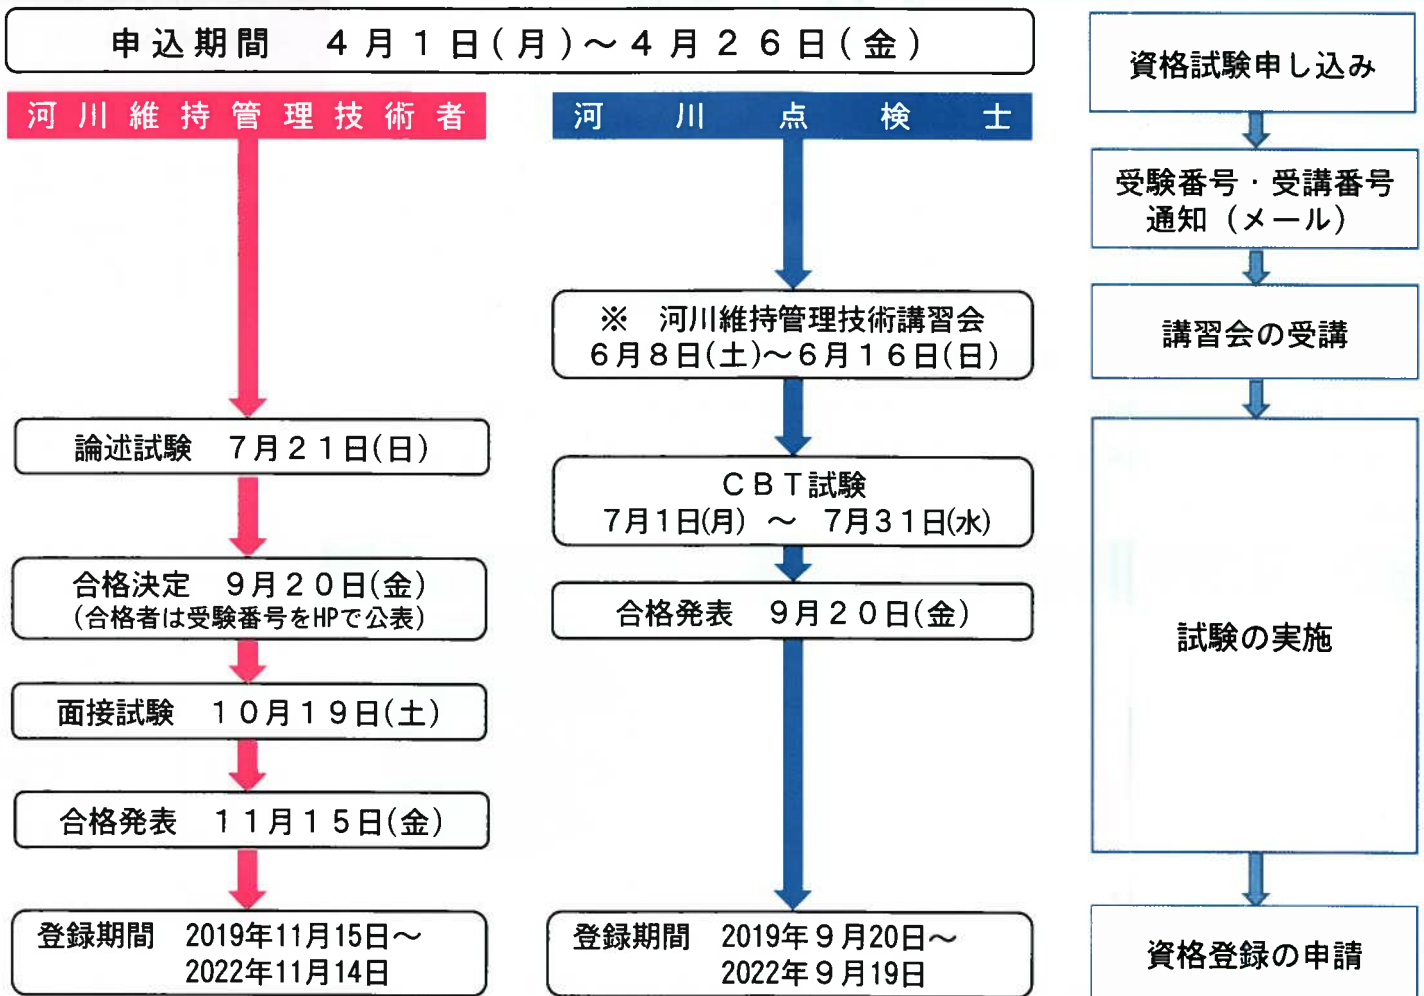 申込期間　４月１日(月)～４月２６日(金)
河川維持管理技術者
論述試験　７月２１日(日)
合格決定　９月２０日(金)
(合格者は受験番号をHPで公表)
面接試験　１０月１９日(土)
合格発表　１１月１５日(金)
登録期間　2019年11月15日～
2022年11月14日
河川点検士
※　河川維持管理技術講習会
６月８日(土)～６月１６日(日)
ＣＢＴ試験
７月１日(月)　～　７月３１日(水)
合格発表　９月２０日(金)
登録期間　2019年９月20日～
2022年９月19日
資格試験申し込み
受験番号・受講番号
通知（メール）
講習会の受講
試験の実施
資格登録の申請